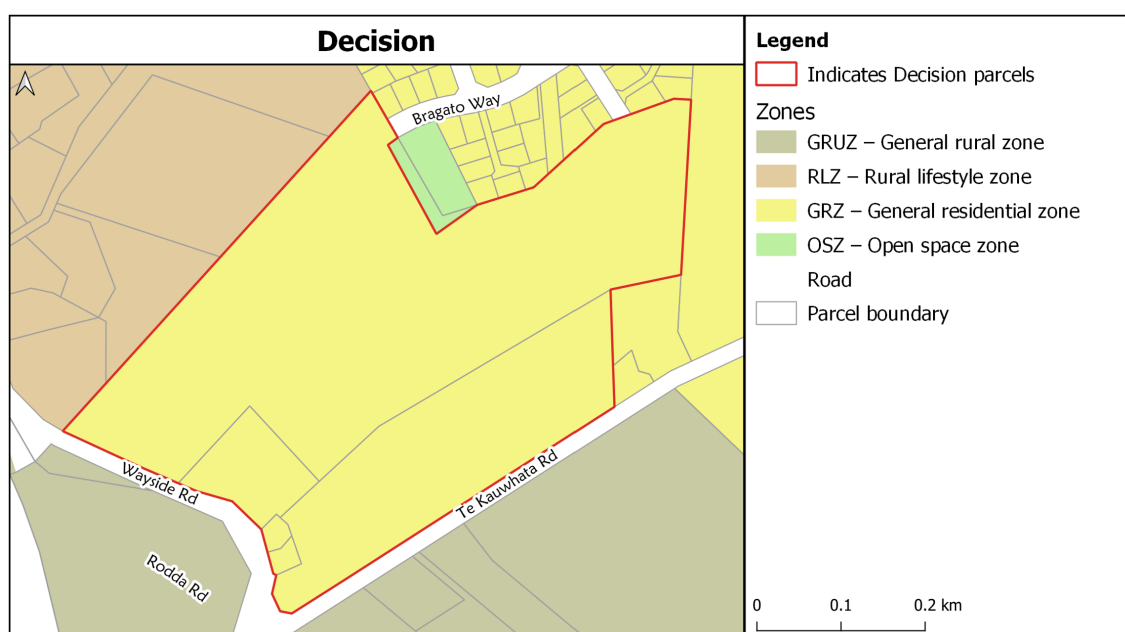 Decision
Bragato Way
Wayside Rd
Te Kauwhata Rd
Rodda Rd
Legend
Indicates Decision parcels
Zones
GRUZ – General rural zone
RLZ – Rural lifestyle zone
GRZ – General residential zone
OSZ – Open space zone
Road
Parcel boundary
0 0.1 0.2 km